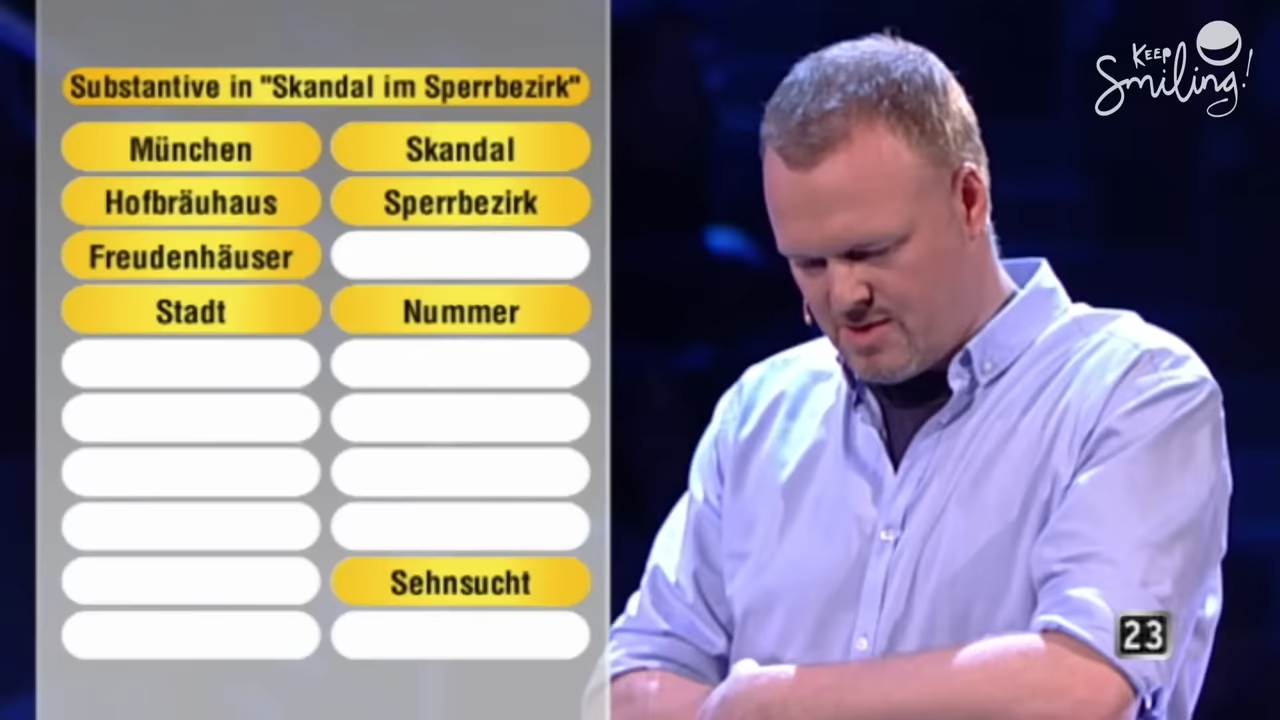 Substantive in "Skandal im Sperrbezirk"
München
Skandal
Hofbräuhaus
Sperrbezirk
Freudenhäuser
Stadt
Nummer
Sehnsucht
KEEP
Smiling!
23